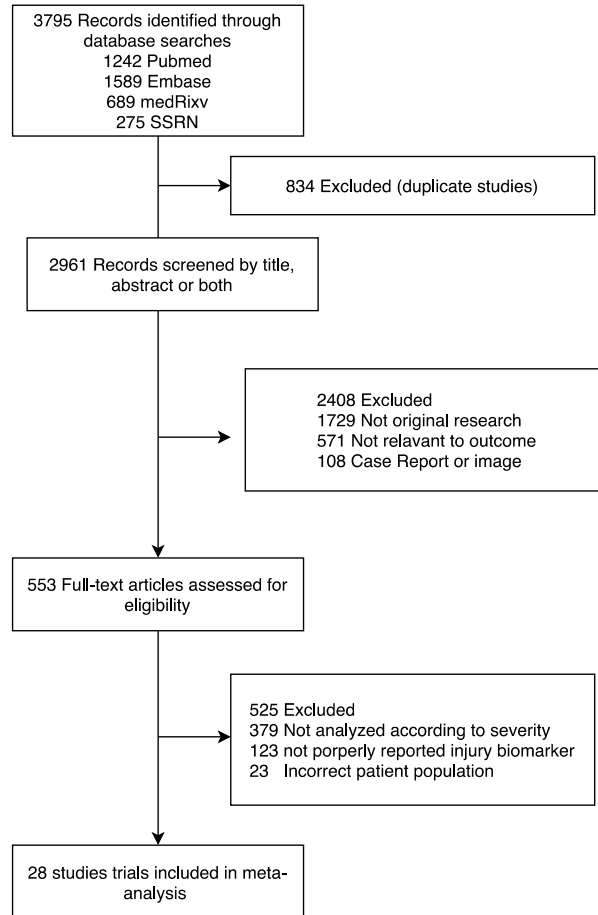 3795 Records identified through
database searches
1242 Pubmed
1589 Embase
689 medRixv
275 SSRN
834 Excluded (duplicate studies)
2961 Records screened by title,
abstract or both
2408 Excluded
1729 Not original research
571 Not relavant to outcome
108 Case Report or image
553 Full-text articles assessed for
eligibility
525 Excluded
379 Not analyzed according to severity
123 not porperly reported injury biomarker
23 Incorrect patient population
28 studies trials included in meta-
analysis